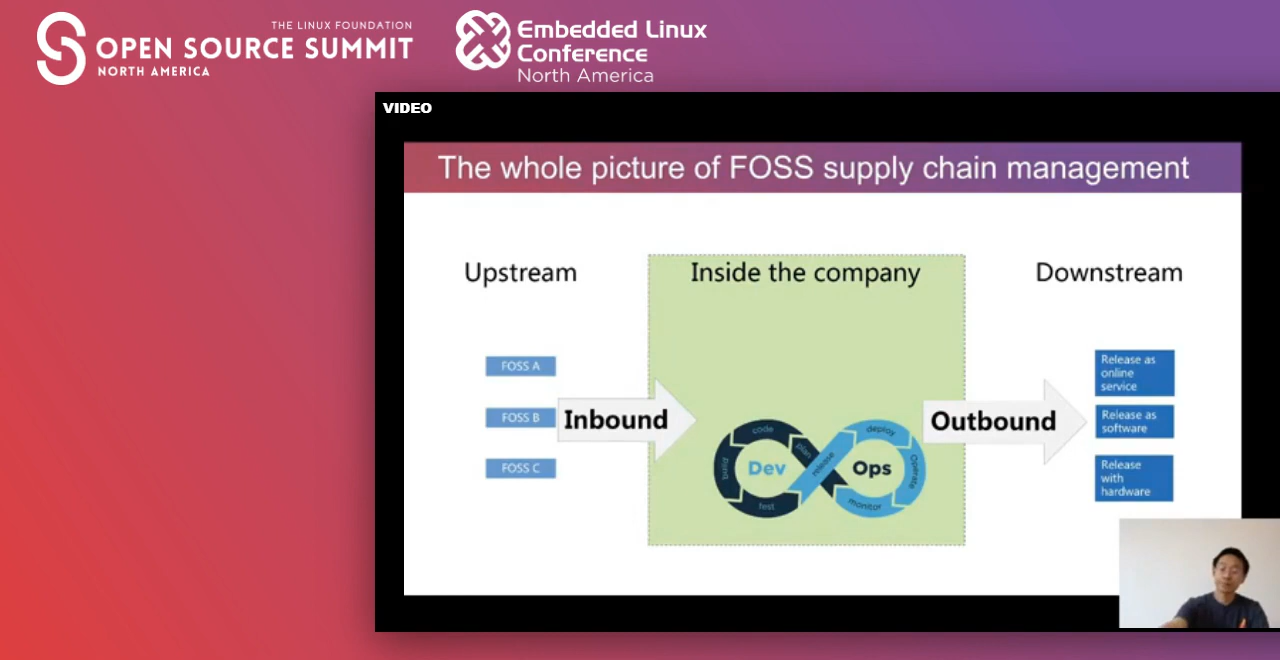 THE LINUX FOUNDATION
OPEN SOURCE SUMMIT
NORTH AMERICA
Embedded Linux
Conference
North America
VIDEO
The whole picture of FOSS supply chain management
Upstream
Inside the company
Downstream
FOSS A
FOSS B
FOSS C
Inbound
code
plan
build
test
Dev
release
Ops
deploy
Operate
monitor
Outbound
Release as
online
service
Release as
software
Release
with
hardware